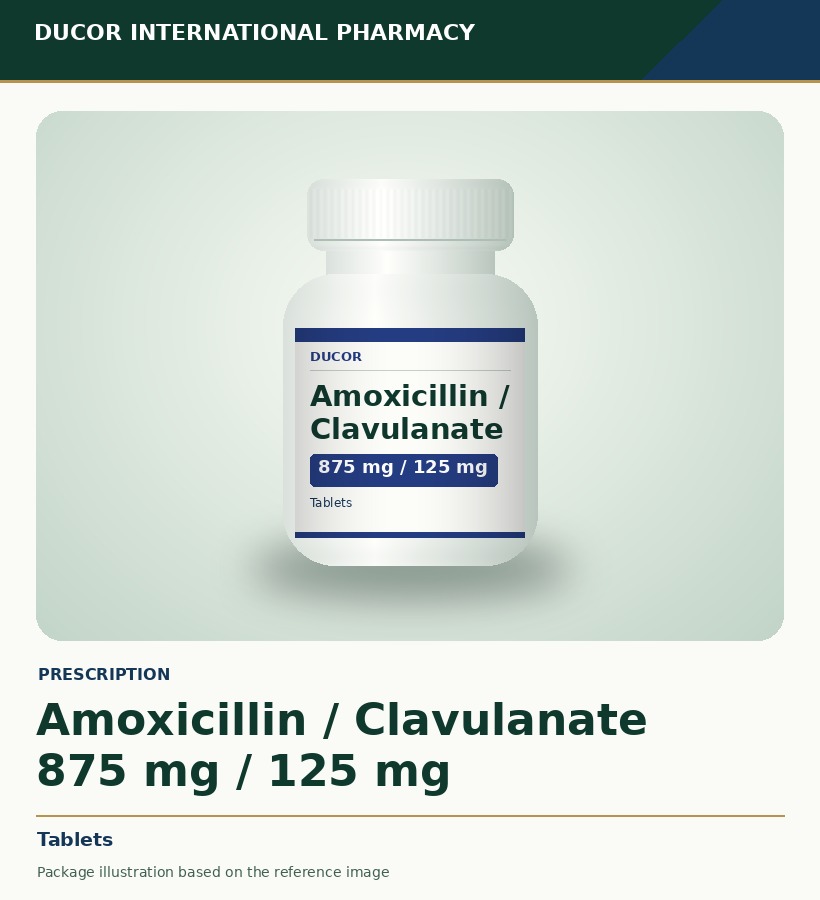 DUCOR INTERNATIONAL PHARMACY
DUCOR
Amoxicillin /
Clavulanate
875 mg / 125 mg
Tablets
PRESCRIPTION
Amoxicillin / Clavulanate
875 mg / 125 mg
Tablets
Package illustration based on the reference image